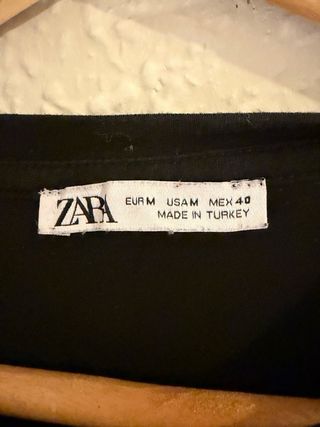 ZARA EUR M USA M MEX 40
MADE IN TURKEY